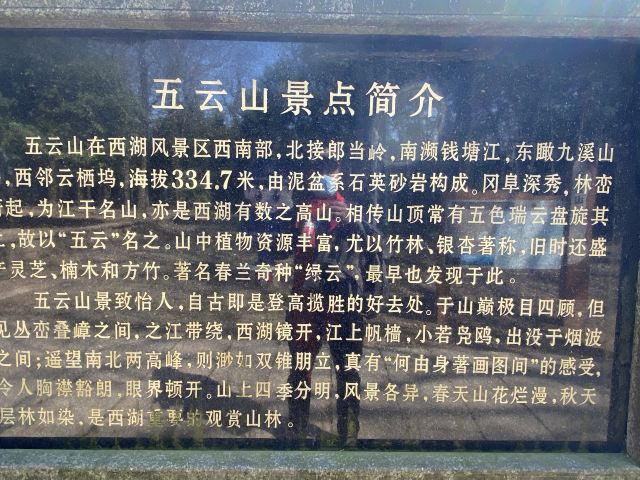 五云山景点简介
五云山在西湖风景区西南部，北接郎当岭，南濒钱塘江，东瞰九溪山
，西邻云栖坞，海拔334.7米，由泥盆系石英砂岩构成。冈阜深秀，林峦
起，为江干名山，亦是西湖有数之高山。相传山顶常有五色瑞云盘旋其
，故以“五云”名之。山中植物资源丰富，尤以竹林、银杏著称，旧时还盛
灵芝、楠木和方竹。著名春兰奇种“绿云”，最早也发现于此。
五云山景致怡人，自古即是登高揽胜的好去处。于山巅极目四顾，但
见丛峦叠嶂之间，之江带绕，西湖镜开，江上帆樯，小若凫鸥，出没于烟波
之间；遥望南北两高峰，则渺如双锥朋立，真有“何由身著画图间”的感受，
令人胸襟豁朗，眼界顿开。山上四季分明，风景各异，春天山花烂漫，秋天
层林如染，是西湖重要的观赏山林。